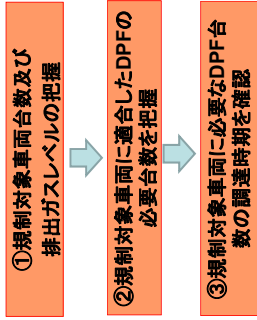 ①規制対象車両台数及び
排出ガスレベルの把握
②規制対象車両に適合したDPFの
必要台数を把握
③規制対象車両に必要なDPF台
数の調達時期を確認